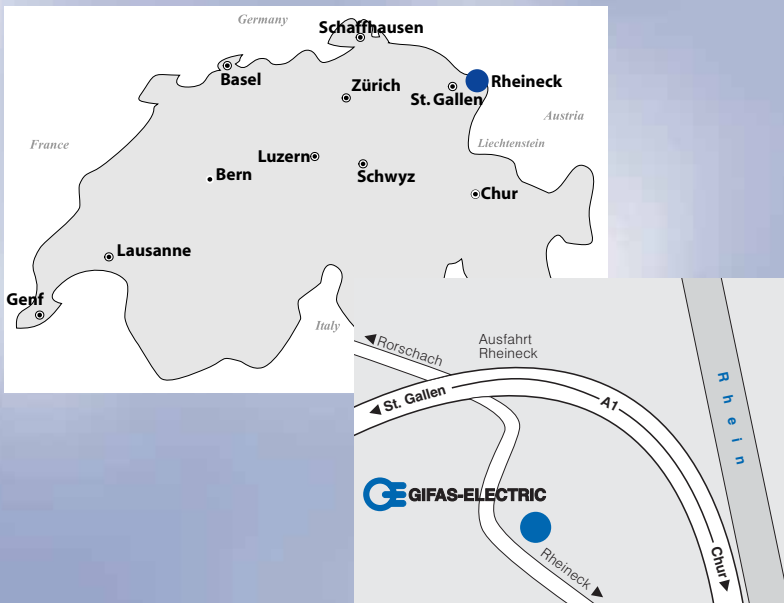 Germany
Schaffhausen
Basel
Zürich
Rheineck
St. Gallen
Austria
France
Liechtenstein
Luzern
Bern
Schwyz
Chur
Lausanne
Genf
Italy
Rorschach
Ausfahrt
Rheineck
St. Gallen
A1
Rhein
GIFAS-ELECTRIC
Rheineck
Chur